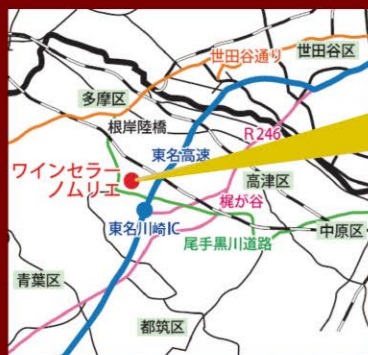 世田谷通り
世田谷区
多摩区
根岸陸橋
R246
東名高速
ワインセラー
ノムリエ
高津区
梶が谷
東名川崎IC
中原区
尾手黒川道路
青葉区
都筑区